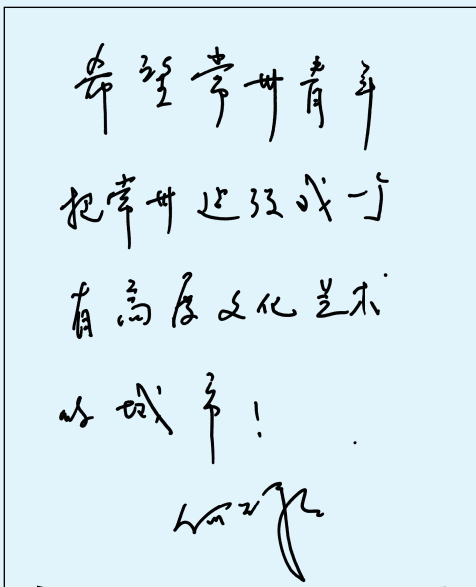 希望常州青年
把常州建设成一个
有高度文化艺术
的城市！